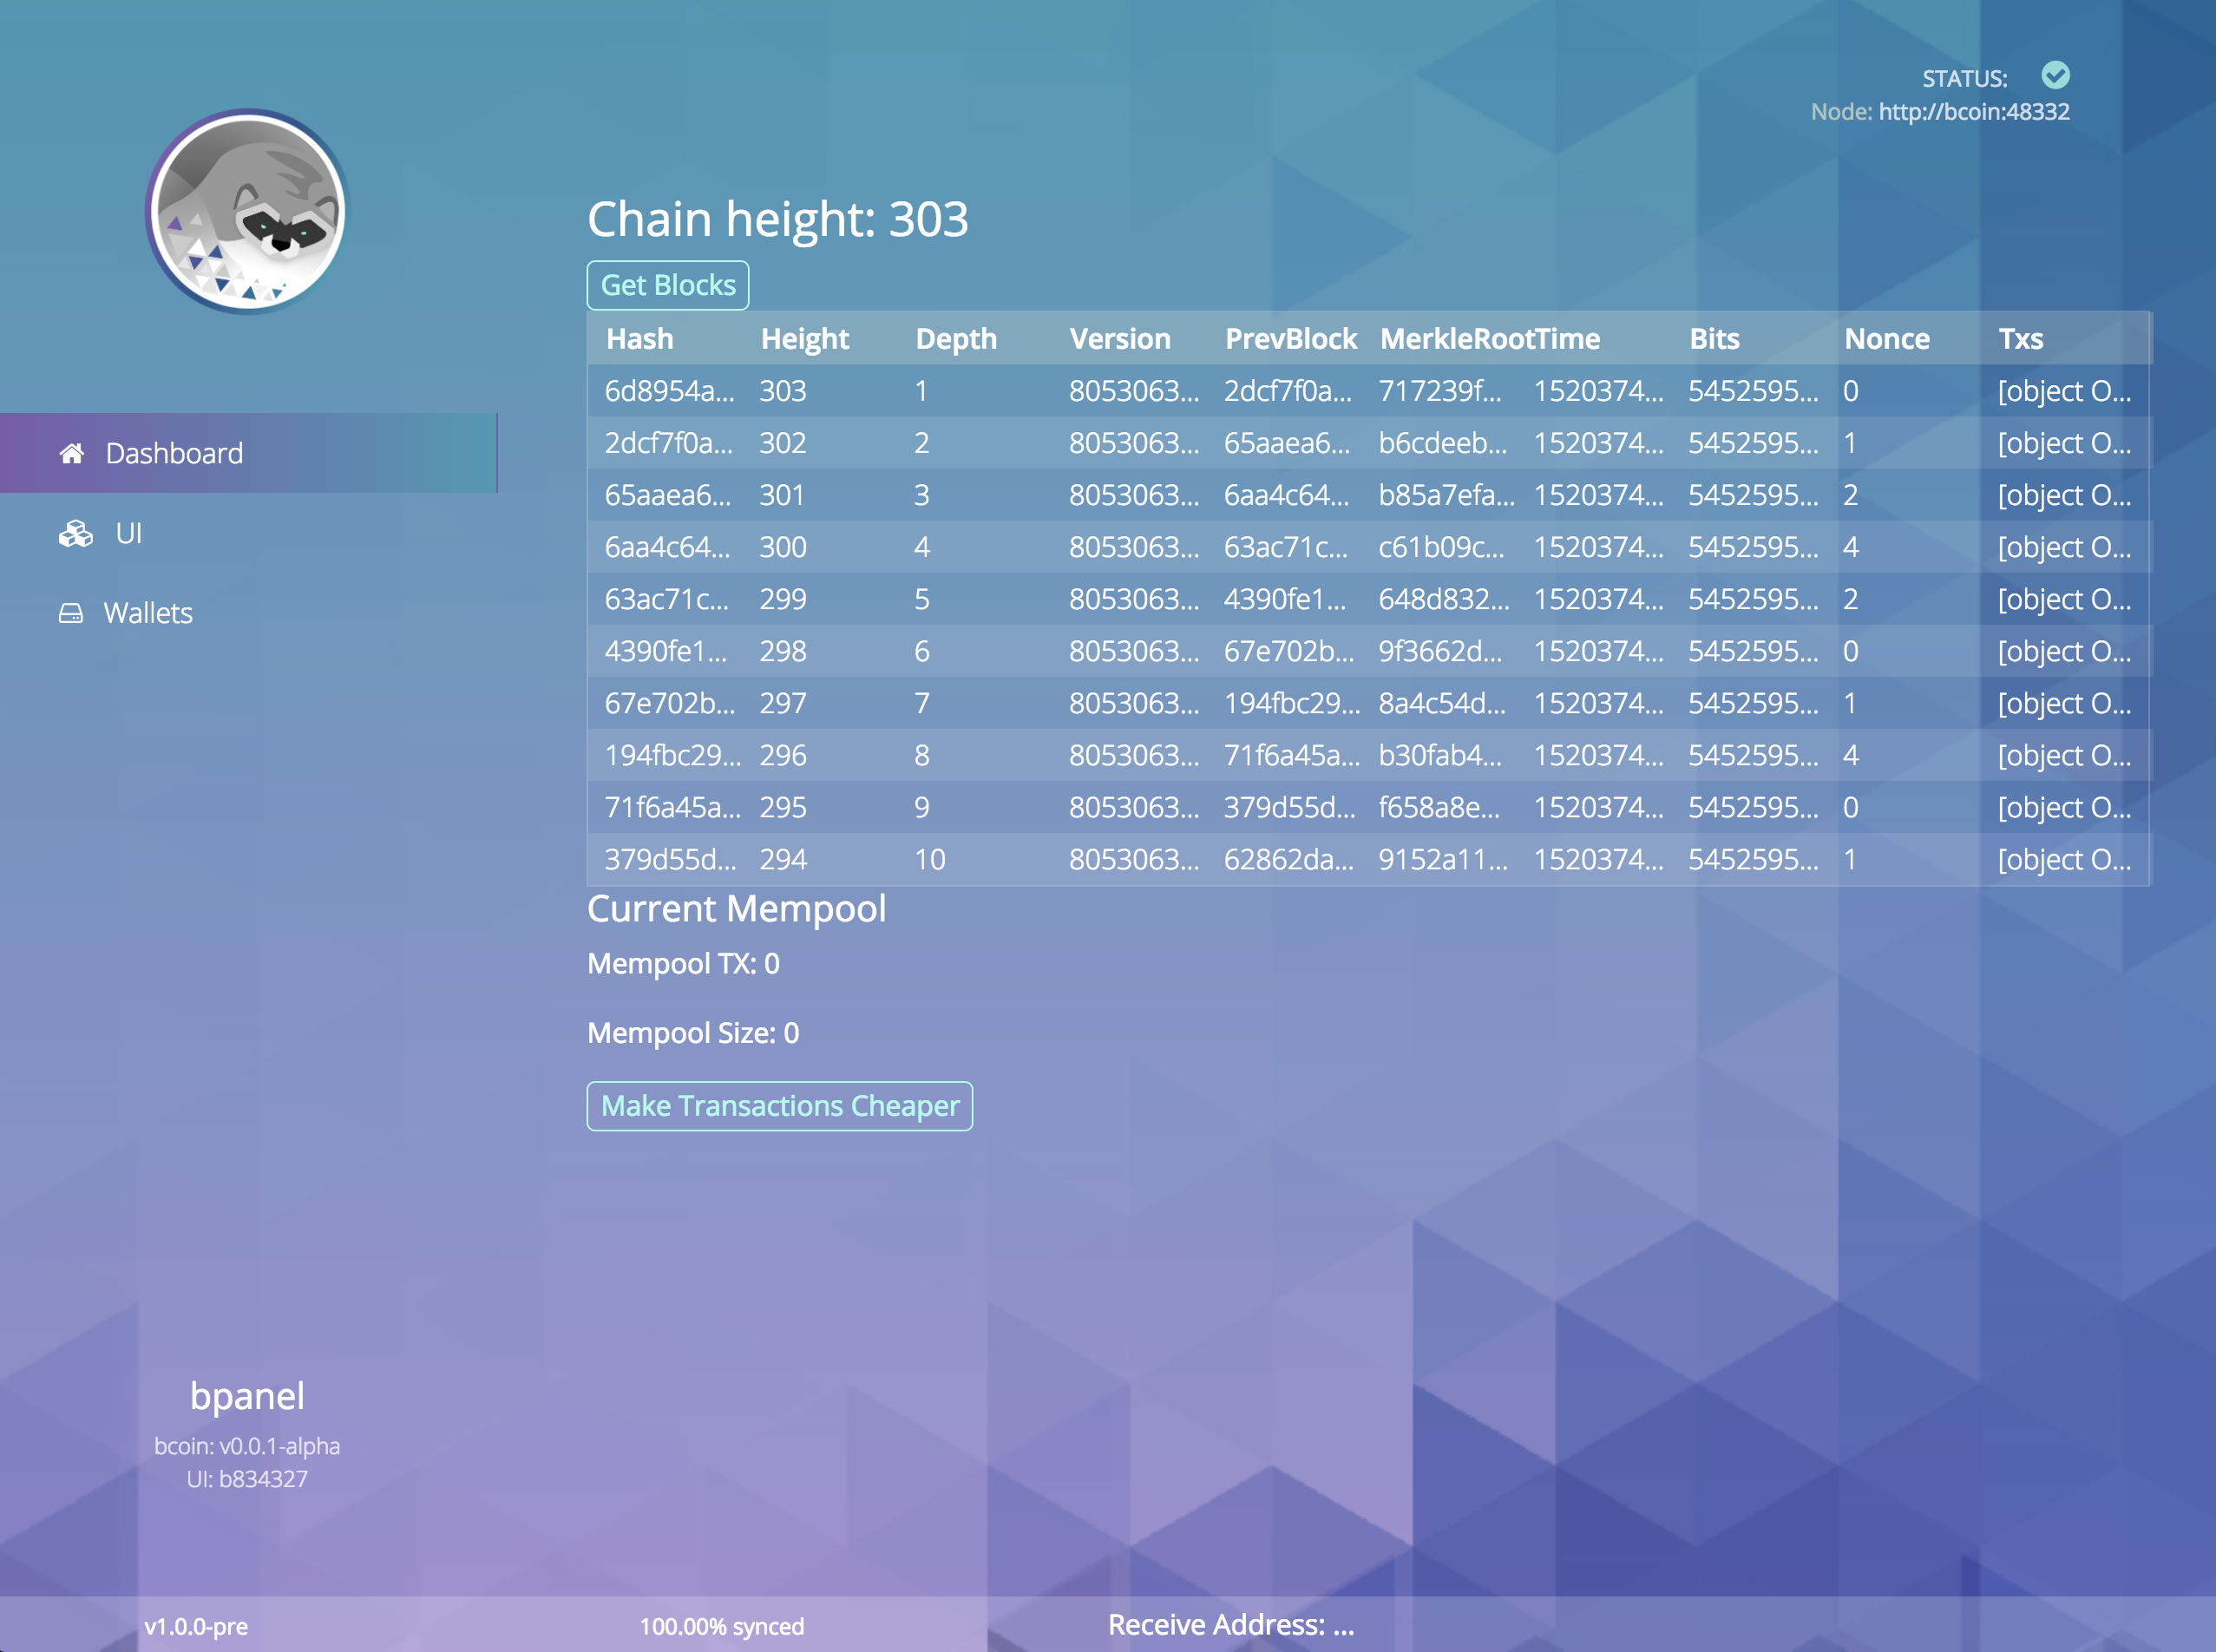 STATUS:
Node: http://bcoin:48332
Chain height: 303
Get Blocks
Hash Height Depth Version PrevBlock MerkleRootTime Bits Nonce Txs
6d8954a... 303 1 8053063... 2dcf7f0a... 717239f... 1520374... 5452595... 0 [object O...
2dcf7f0a... 302 2 8053063... 65aaea6... b6cdeeb... 1520374... 5452595... 1 [object O...
65aaea6... 301 3 8053063... 6aa4c64... b85a7efa... 1520374... 5452595... 2 [object O...
6aa4c64... 300 4 8053063... 63ac71c... c61b09c... 1520374... 5452595... 4 [object O...
63ac71c... 299 5 8053063... 4390fe1... 648d832... 1520374... 5452595... 2 [object O...
4390fe1... 298 6 8053063... 67e702b... 9f3662d... 1520374... 5452595... 0 [object O...
67e702b... 297 7 8053063... 194fbc29... 8a4c54d... 1520374... 5452595... 1 [object O...
194fbc29... 296 8 8053063... 71f6a45a... b30fab4... 1520374... 5452595... 4 [object O...
71f6a45a... 295 9 8053063... 379d55d... f658a8e... 1520374... 5452595... 0 [object O...
379d55d... 294 10 8053063... 62862da... 9152a11... 1520374... 5452595... 1 [object O...
Current Mempool
Mempool TX: 0
Mempool Size: 0
Make Transactions Cheaper
Dashboard
UI
Wallets
bpanel
bcoin: v0.0.1-alpha
UI: b834327
v1.0.0-pre
100.00% synced
Receive Address: ...